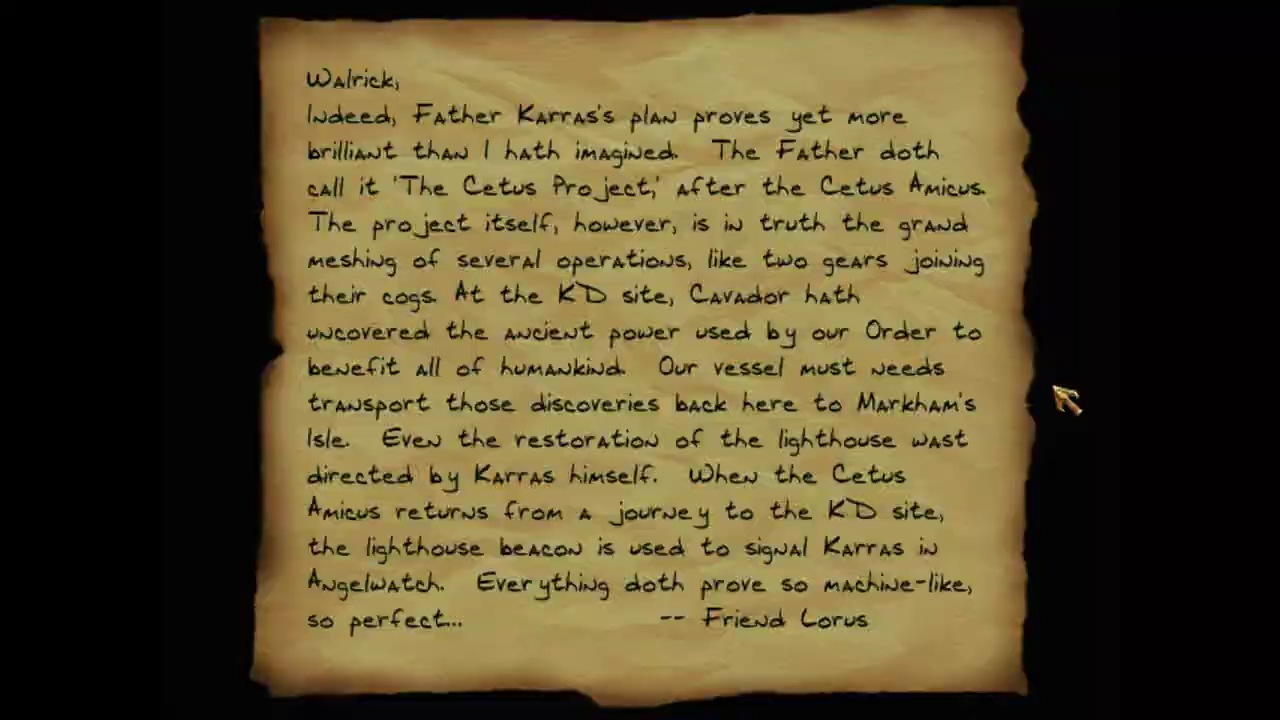 Walrick,
Indeed, Father Karras's plan proves yet more
brilliant than I hath imagined. The Father doth
call it 'The Cetus Project,' after the Cetus Amicus.
The project itself, however, is in truth the grand
meshing of several operations, like two gears joining
their cogs. At the KD site, Cavador hath
uncovered the ancient power used by our Order to
benefit all of humankind. Our vessel must needs
transport those discoveries back here to Markham's
Isle. Even the restoration of the lighthouse wast
directed by Karras himself. When the Cetus
Amicus returns from a journey to the KD site,
the lighthouse beacon is used to signal Karras in
Angelwatch. Everything doth prove so machine-like,
so perfect... -- Friend Lorus